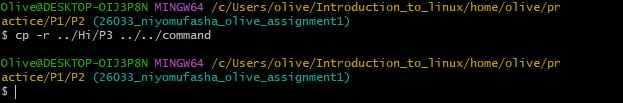 Olive@DESKTOP-OIJ3P8N MINGW64 /c/Users/olive/Introduction_to_linux/home/olive/pr
actice/P1/P2 (26033_niyomufasha_olive_assignment1)
$ cp -r ../Hi/P3 ../../command
Olive@DESKTOP-OIJ3P8N MINGW64 /c/Users/olive/Introduction_to_linux/home/olive/pr
actice/P1/P2 (26033_niyomufasha_olive_assignment1)
$